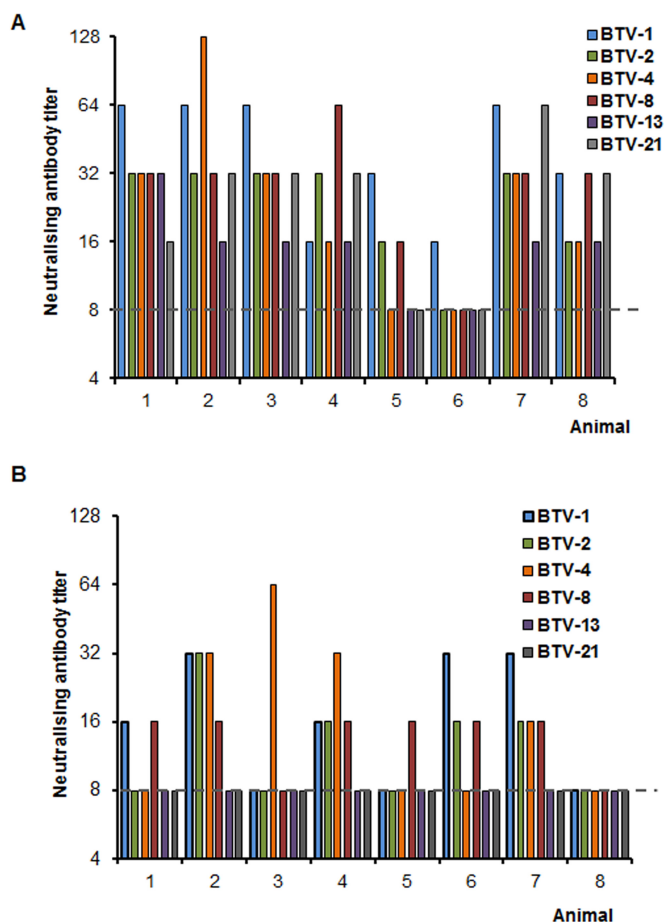 A
Neutralising antibody titer
128
64
32
16
8
4
BTV-1
BTV-2
BTV-4
BTV-8
BTV-13
BTV-21
1 2 3 4 5 6 7 8
Animal
B
Neutralising antibody titer
128
64
32
16
8
4
BTV-1
BTV-2
BTV-4
BTV-8
BTV-13
BTV-21
1 2 3 4 5 6 7 8
Animal